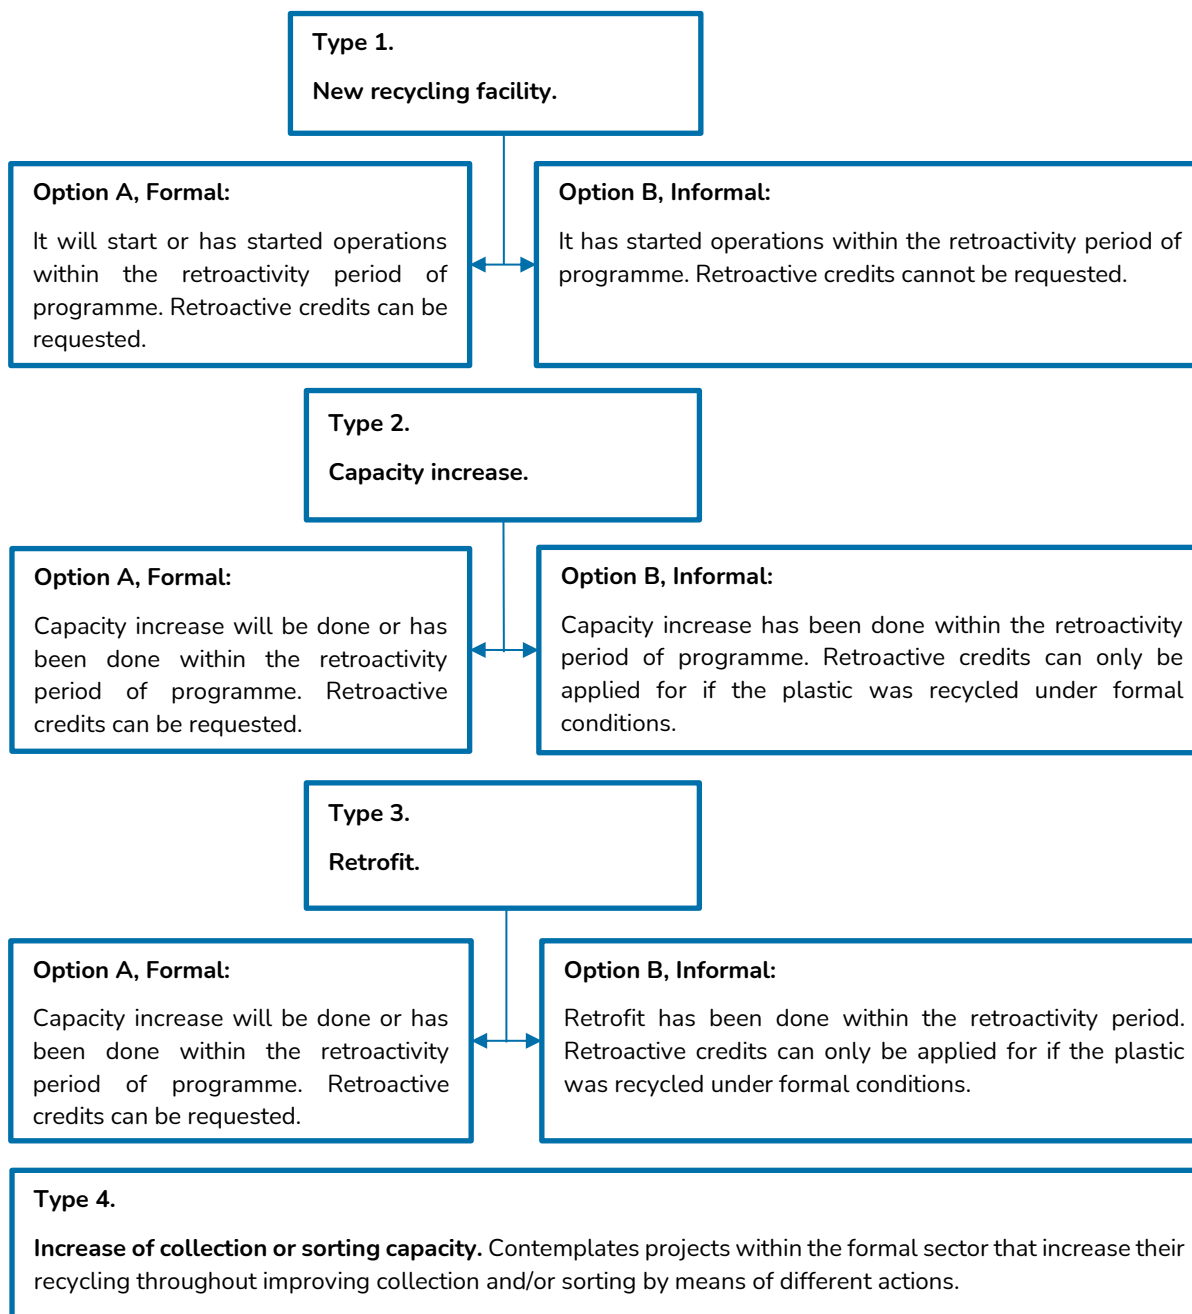 Type 1.
New recycling facility.
Option A, Formal:
It will start or has started operations
within the retroactivity period of
programme. Retroactive credits can be
requested.
Option B, Informal:
It has started operations within the retroactivity period of
programme. Retroactive credits cannot be requested.
Type 2.
Capacity increase.
Option A, Formal:
Capacity increase will be done or has
been done within the retroactivity
period of programme. Retroactive
credits can be requested.
Option B, Informal:
Capacity increase has been done within the retroactivity
period of programme. Retroactive credits can only be
applied for if the plastic was recycled under formal
conditions.
Type 3.
Retrofit.
Option A, Formal:
Capacity increase will be done or has
been done within the retroactivity
period of programme. Retroactive
credits can be requested.
Option B, Informal:
Retrofit has been done within the retroactivity period.
Retroactive credits can only be applied for if the plastic
was recycled under formal conditions.
Type 4.
Increase of collection or sorting capacity. Contemplates projects within the formal sector that increase their
recycling throughout improving collection and/or sorting by means of different actions.